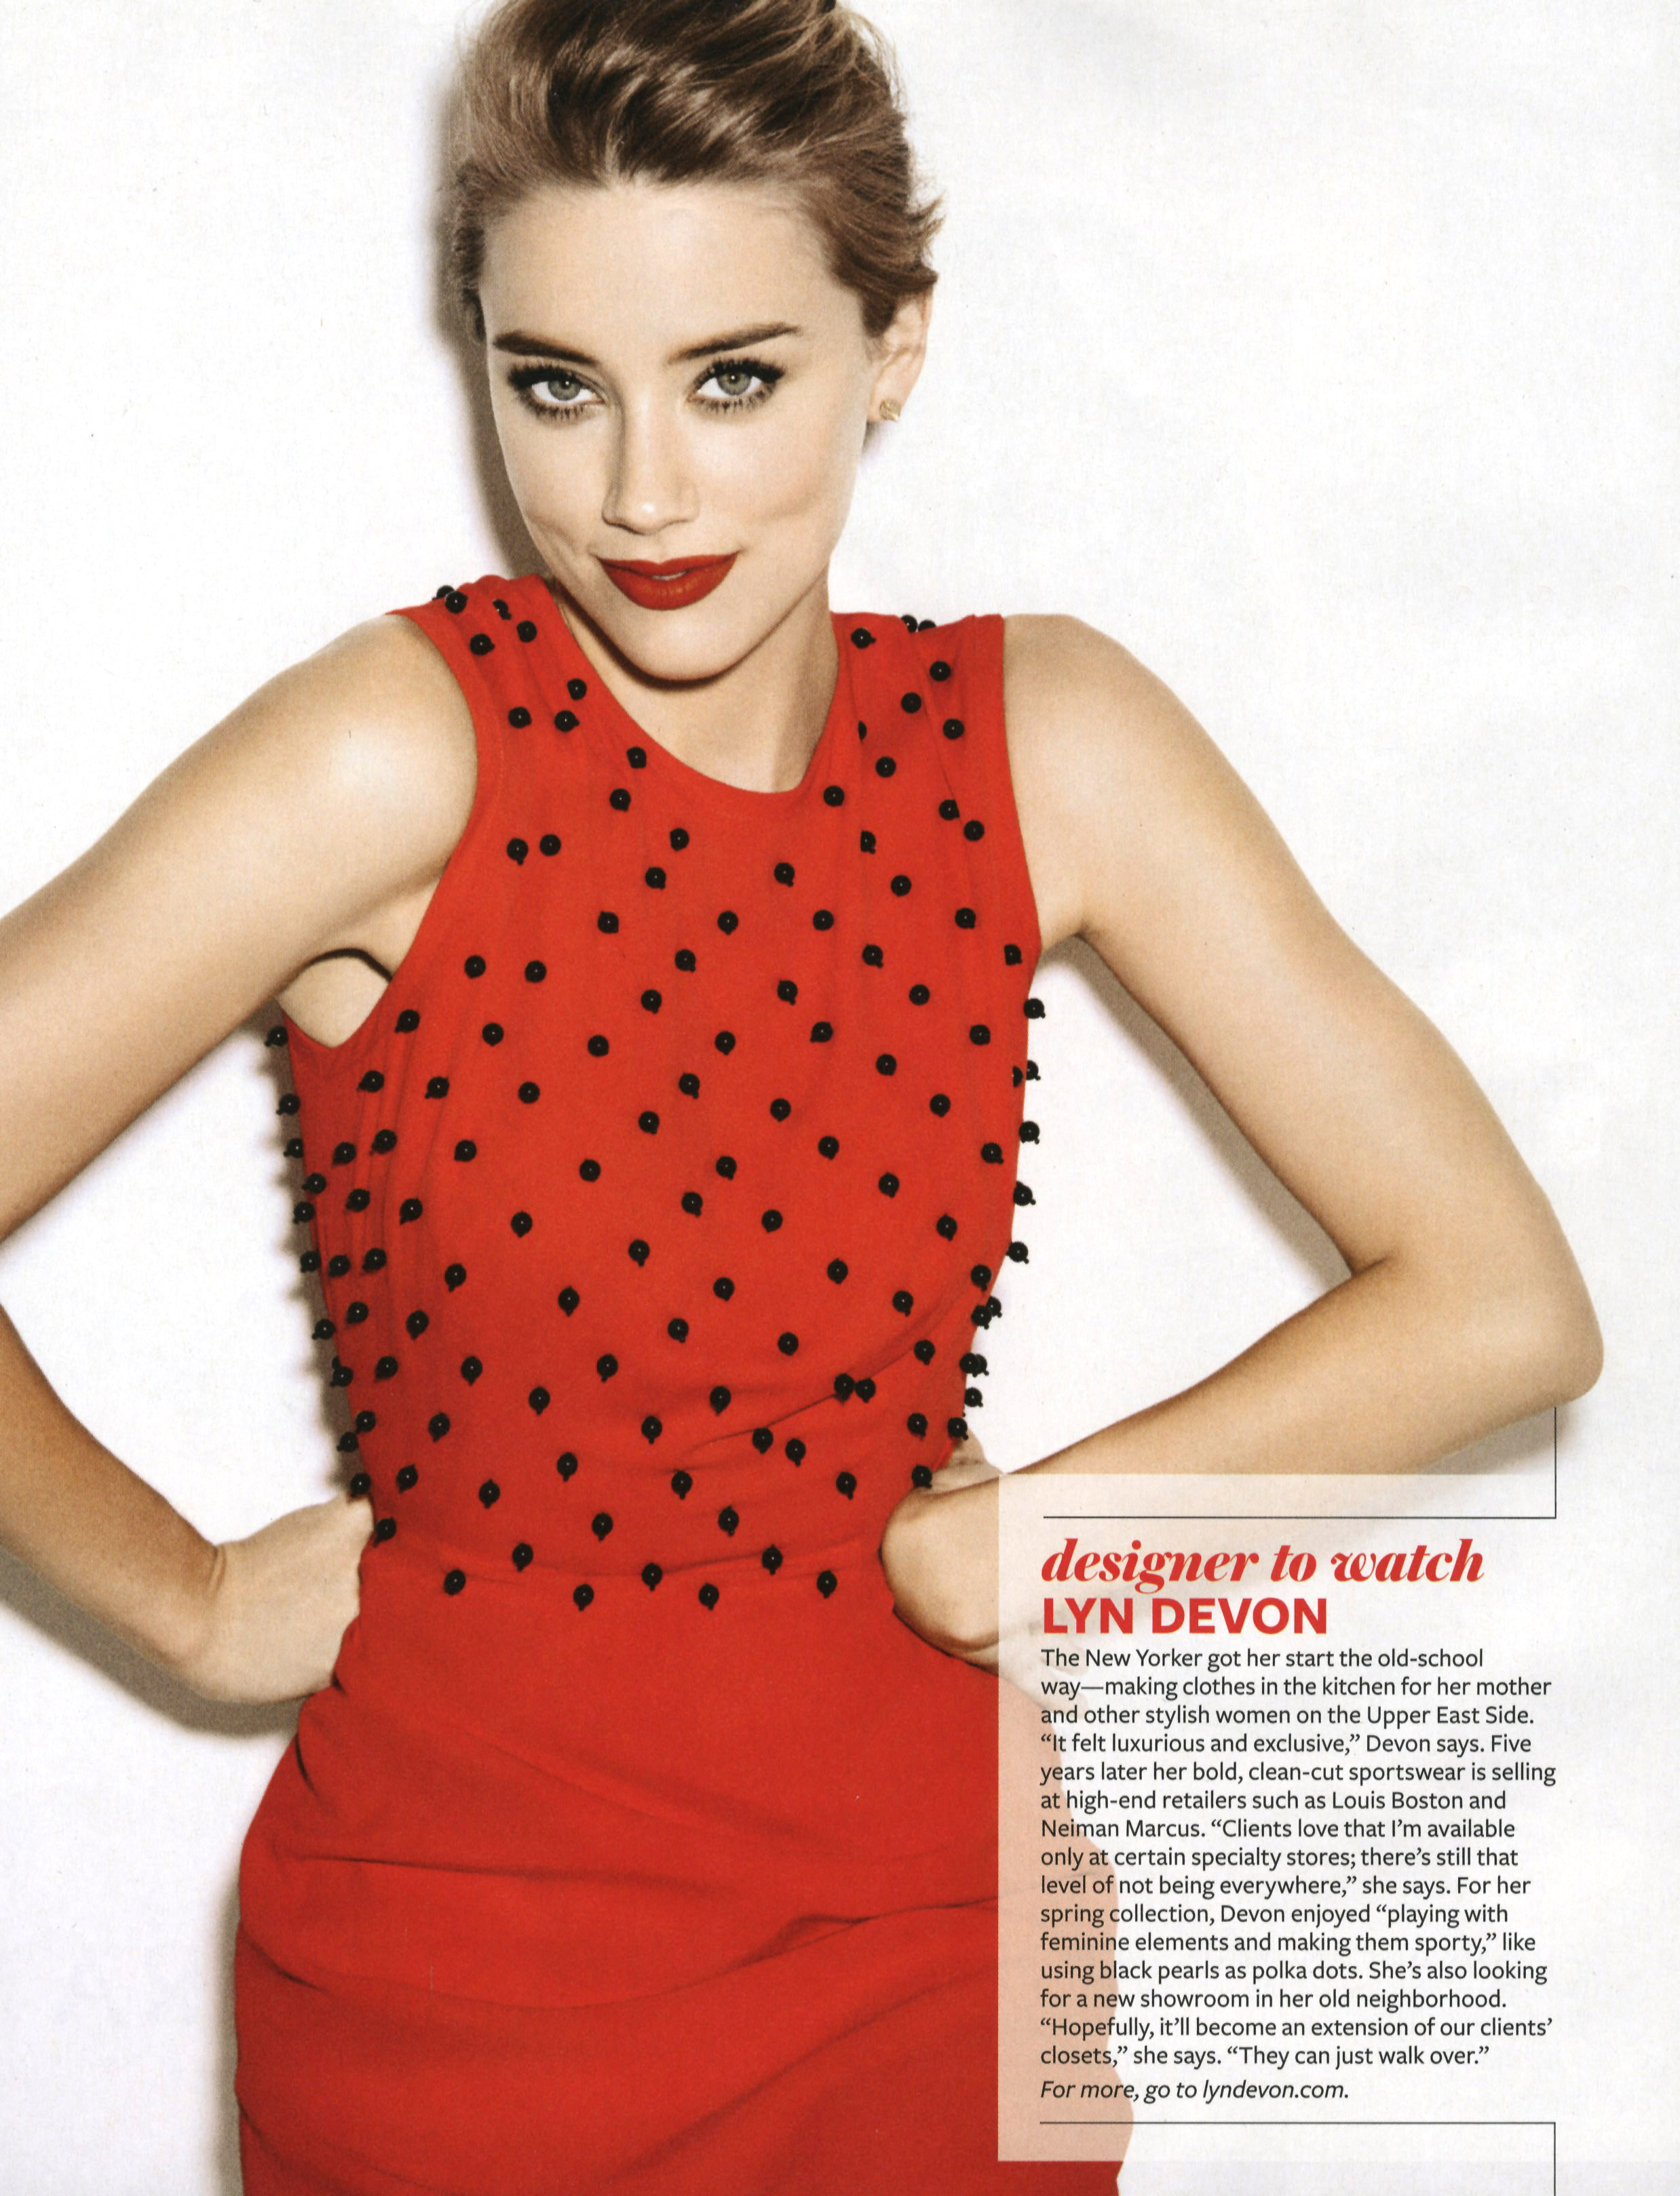 designer to watch
LYN DEVON
The New Yorker got her start the old-school
way—making clothes in the kitchen for her mother
and other stylish women on the Upper East Side.
“It felt luxurious and exclusive,” Devon says. Five
years later her bold, clean-cut sportswear is selling
at high-end retailers such as Louis Boston and
Neiman Marcus. “Clients love that I’m available
only at certain specialty stores; there’s still that
level of not being everywhere,” she says. For her
spring collection, Devon enjoyed “playing with
feminine elements and making them sporty,” like
using black pearls as polka dots. She’s also looking
for a new showroom in her old neighborhood.
“Hopefully, it’ll become an extension of our clients’
closets,” she says. “They can just walk over.”
For more, go to lyndevon.com.